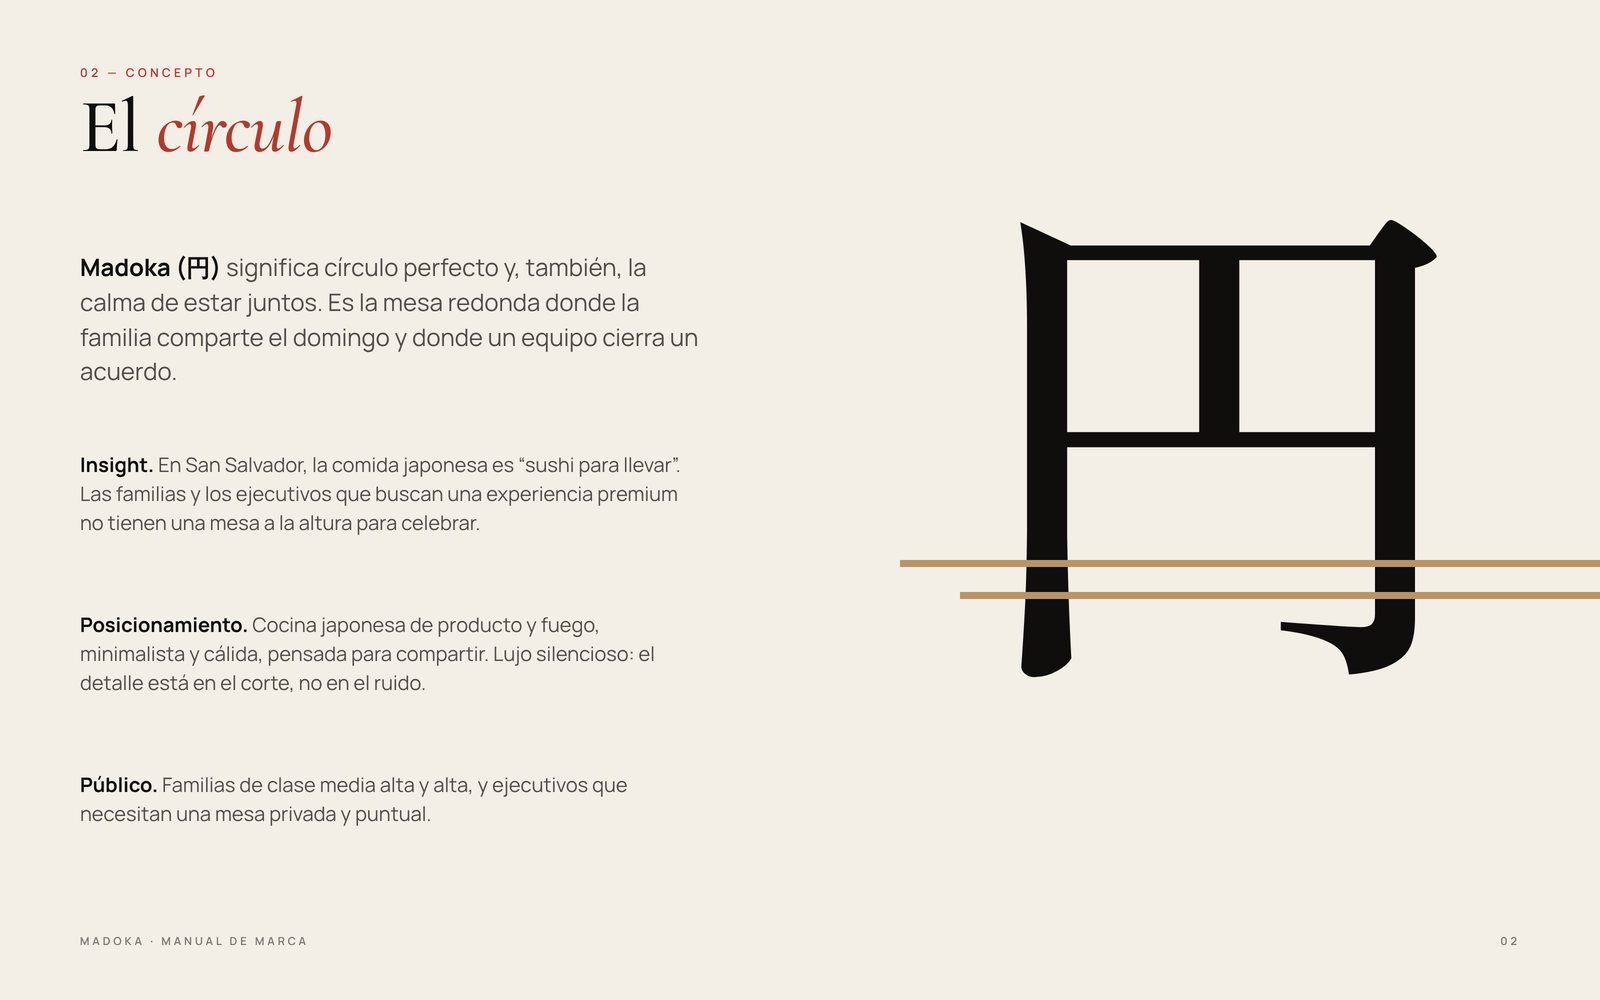 02 — CONCEPTO
El círculo
Madoka (円) significa círculo perfecto y, también, la
calma de estar juntos. Es la mesa redonda donde la
familia comparte el domingo y donde un equipo cierra un
acuerdo.
Insight. En San Salvador, la comida japonesa es “sushi para llevar”.
Las familias y los ejecutivos que buscan una experiencia premium
no tienen una mesa a la altura para celebrar.
Posicionamiento. Cocina japonesa de producto y fuego,
minimalista y cálida, pensada para compartir. Lujo silencioso: el
detalle está en el corte, no en el ruido.
Público. Familias de clase media alta y alta, y ejecutivos que
necesitan una mesa privada y puntual.
円
MADOKA · MANUAL DE MARCA
02